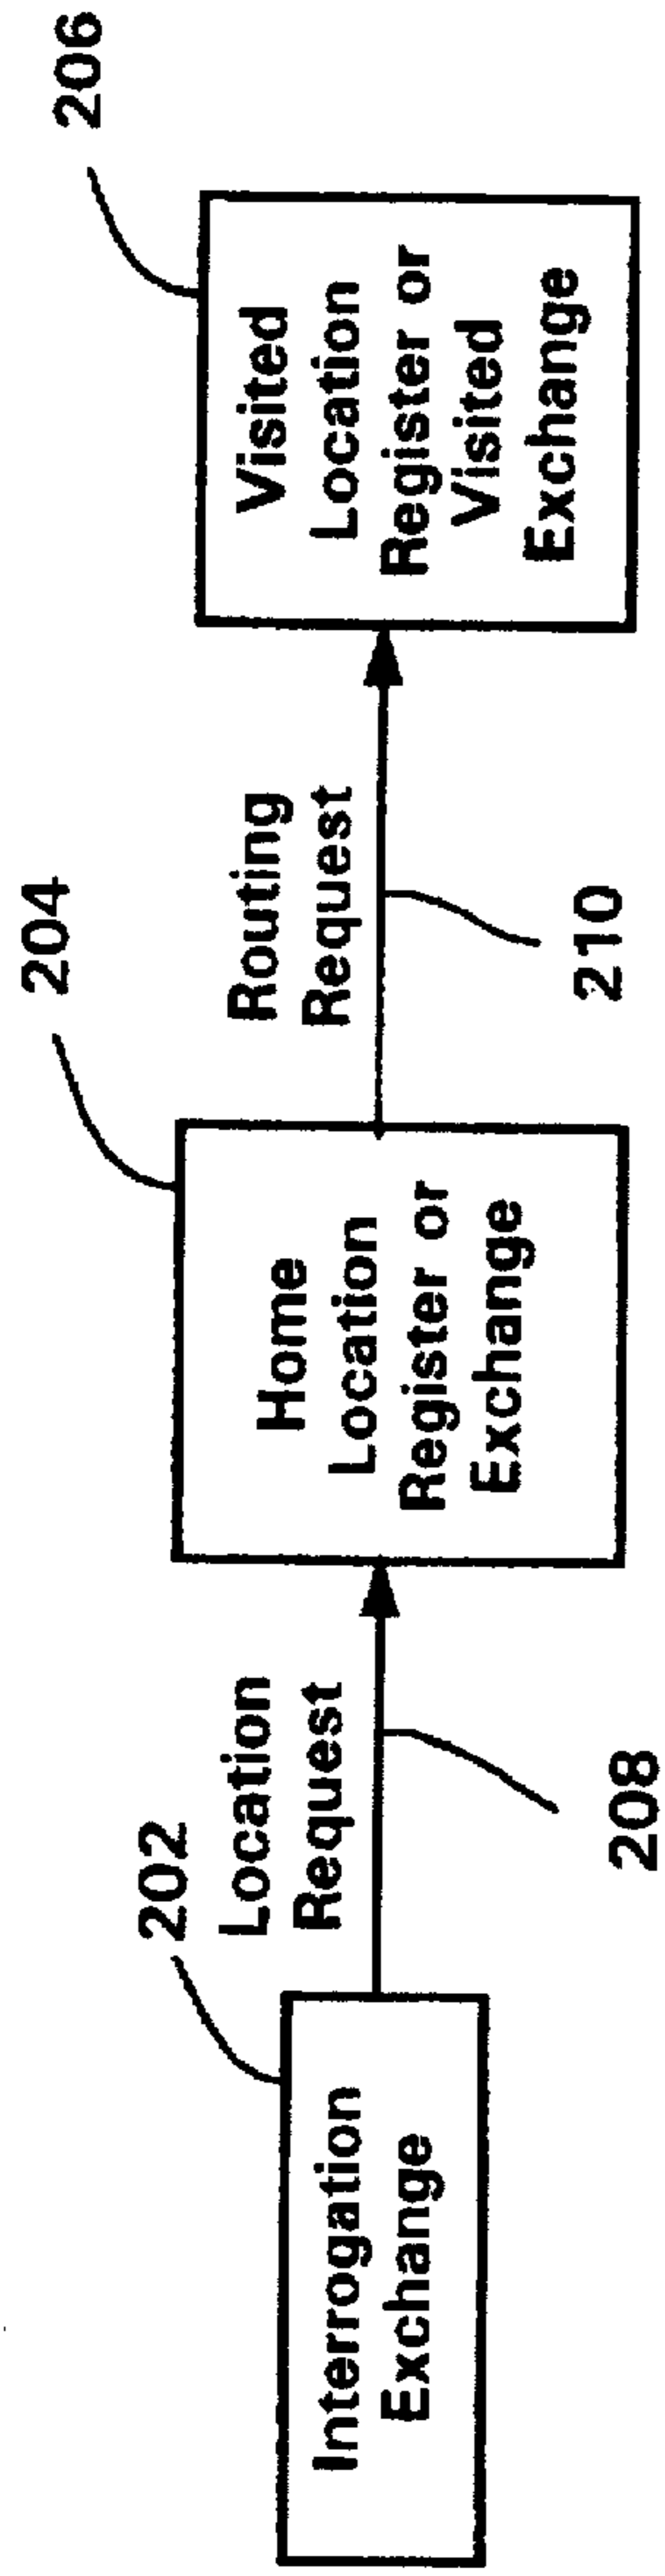 202
Interrogation
Exchange
Location
Request
208
204
Home
Location
Register or
Exchange
Routing
Request
210
206
Visited
Location
Register or
Visited
Exchange